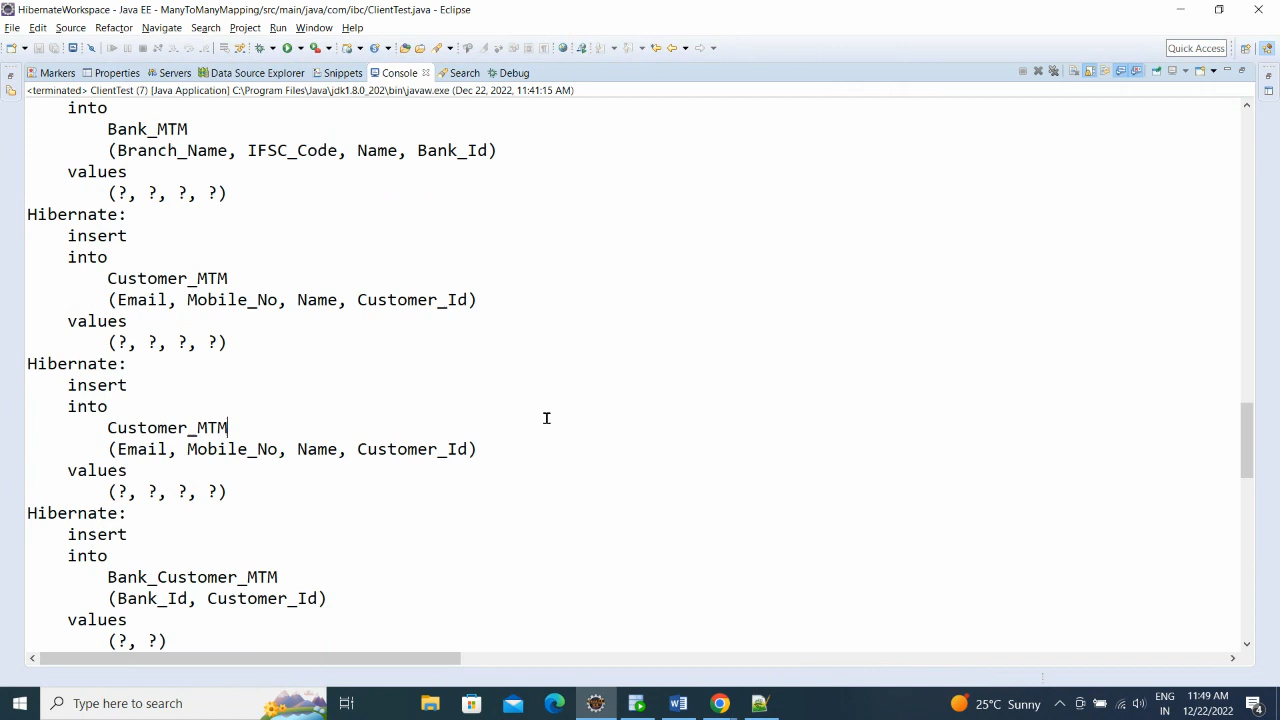 HibernateWorkspace - Java EE - ManyToManyMapping/src/main/java/com/ibc/ClientTest.java - Eclipse
File Edit Source Refactor Navigate Search Project Run Window Help
Quick Access
Markers Properties Servers Data Source Explorer Snippets Console Search Debug
<terminated> ClientTest (7) [Java Application] C:\Program Files\Java\jdk1.8.0_202\bin\javaw.exe (Dec 22, 2022, 11:41:15 AM)
into
Bank_MTM
(Branch_Name, IFSC_Code, Name, Bank_Id)
values
(?, ?, ?, ?)
Hibernate:
insert
into
Customer_MTM
(Email, Mobile_No, Name, Customer_Id)
values
(?, ?, ?, ?)
Hibernate:
insert
into
Customer_MTM
(Email, Mobile_No, Name, Customer_Id)
values
(?, ?, ?, ?)
Hibernate:
insert
into
Bank_Customer_MTM
(Bank_Id, Customer_Id)
values
(?, ?)
Type here to search
25°C Sunny
ENG
IN
11:49 AM
12/22/2022
4